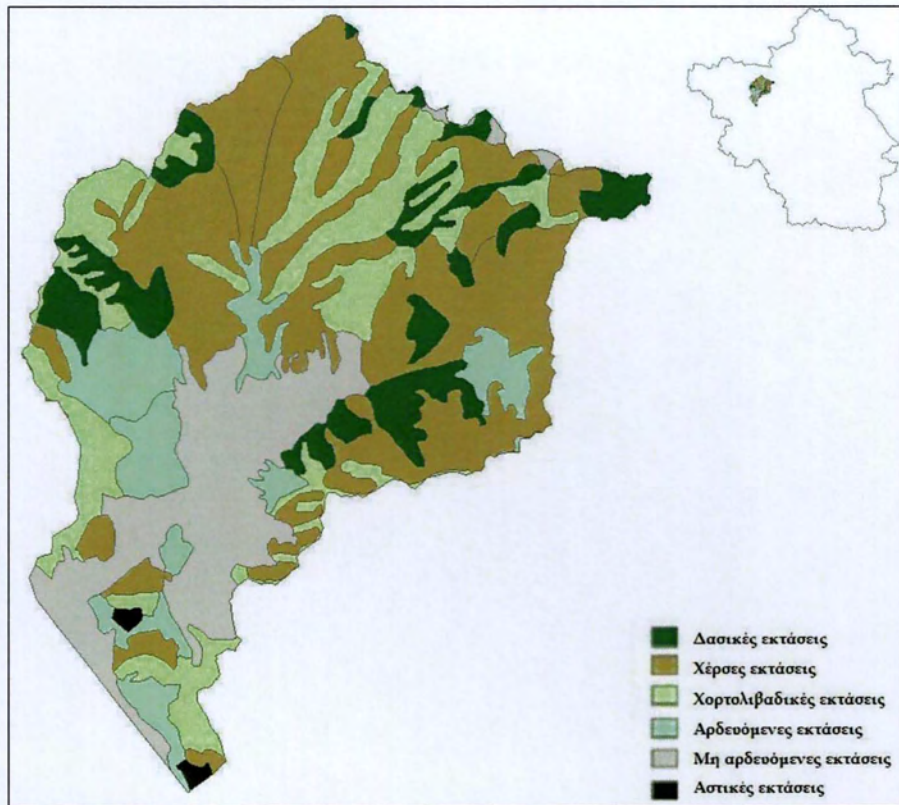 Δασικές εκτάσεις
Χέρσες εκτάσεις
Χορτολιβαδικές εκτάσεις
Αρδευόμενες εκτάσεις
Μη αρδευόμενες εκτάσεις
Αστικές εκτάσεις